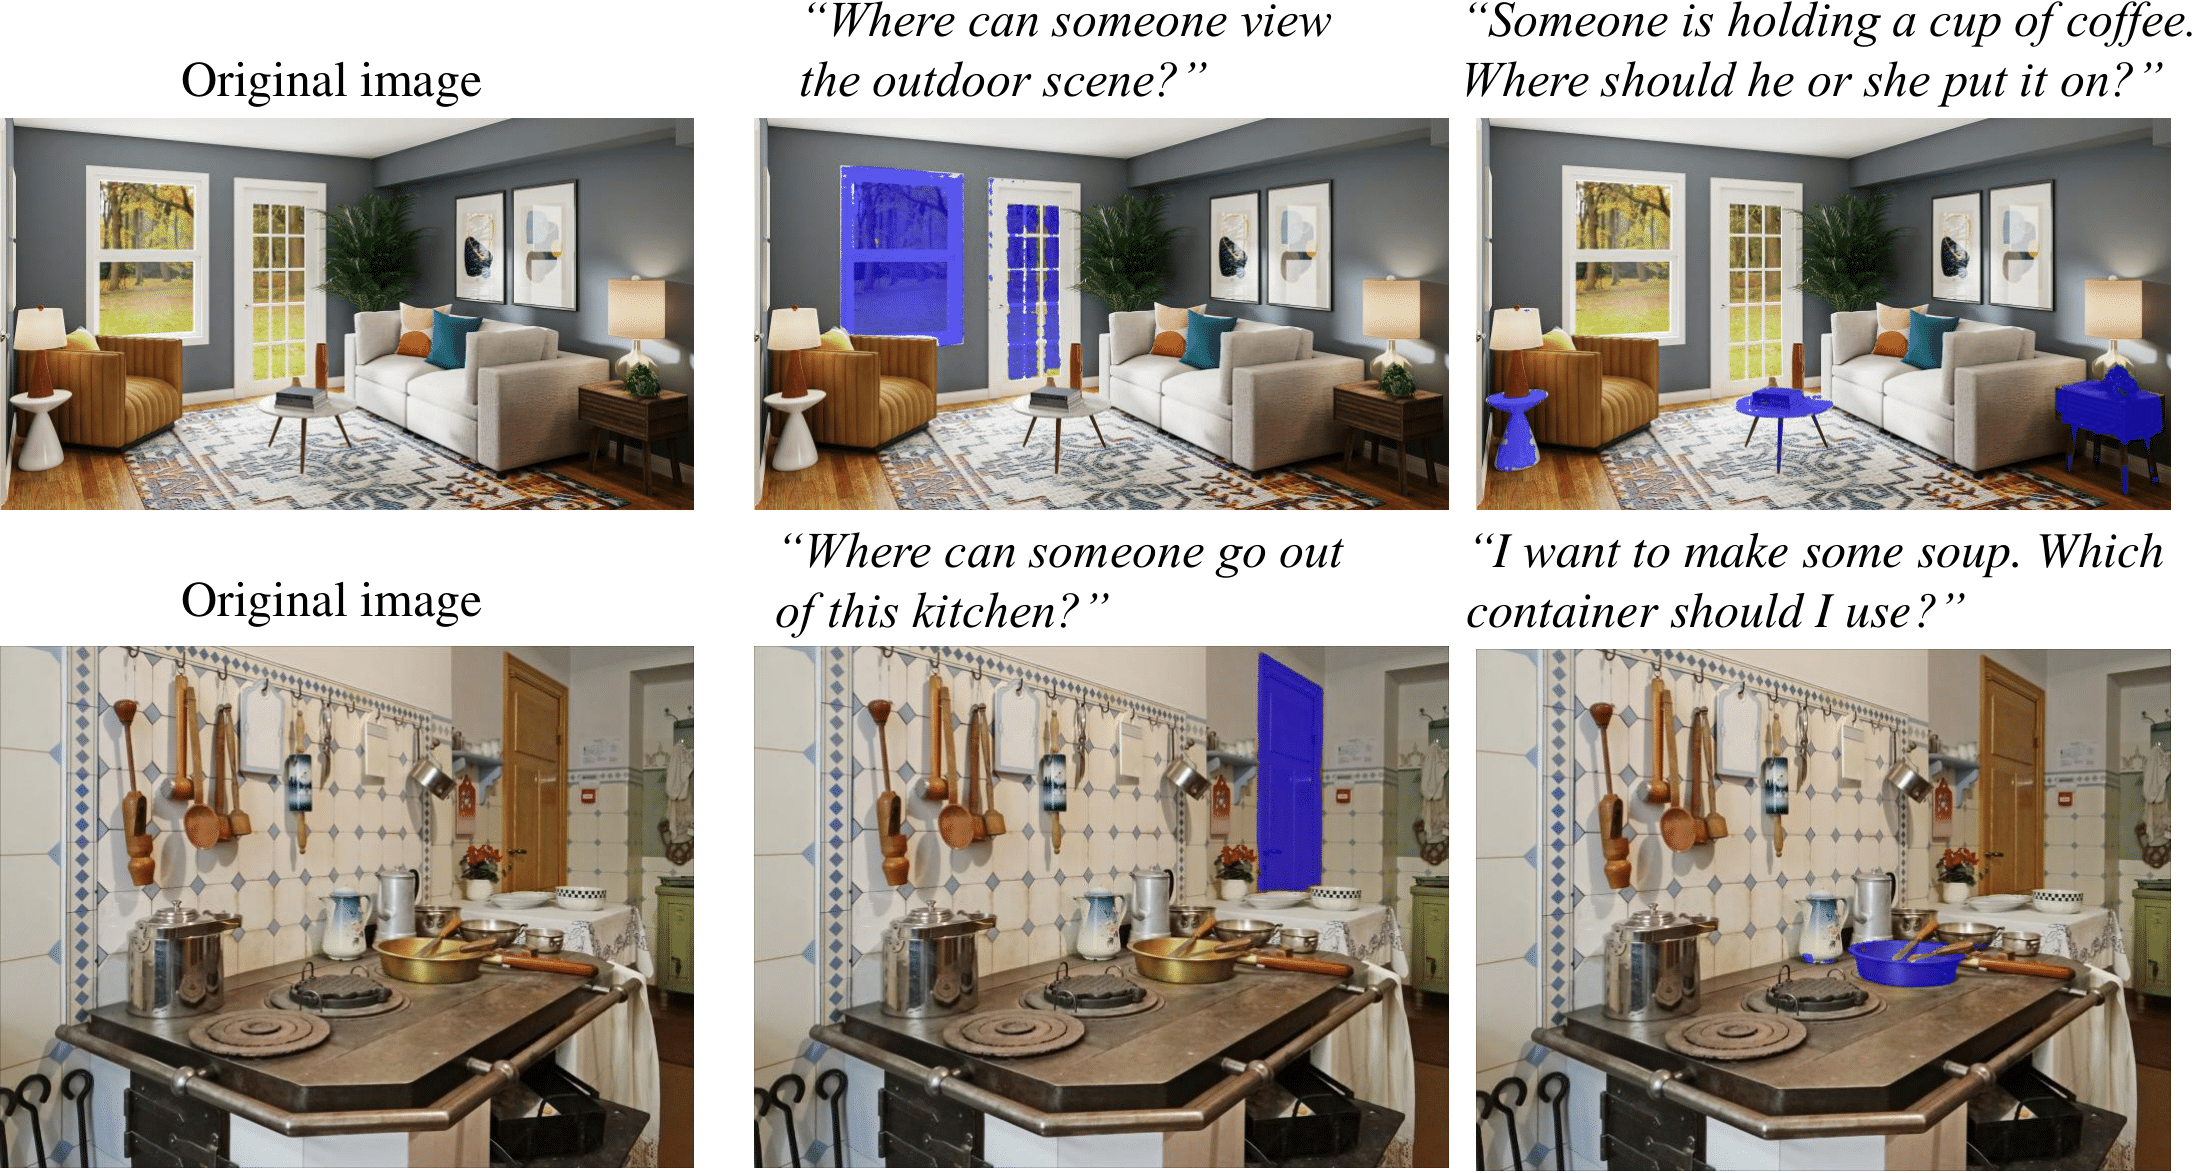 Original image
“Where can someone view
the outdoor scene?”
“Someone is holding a cup of coffee.
Where should he or she put it on?”
Original image
“Where can someone go out
of this kitchen?”
“I want to make some soup. Which
container should I use?”